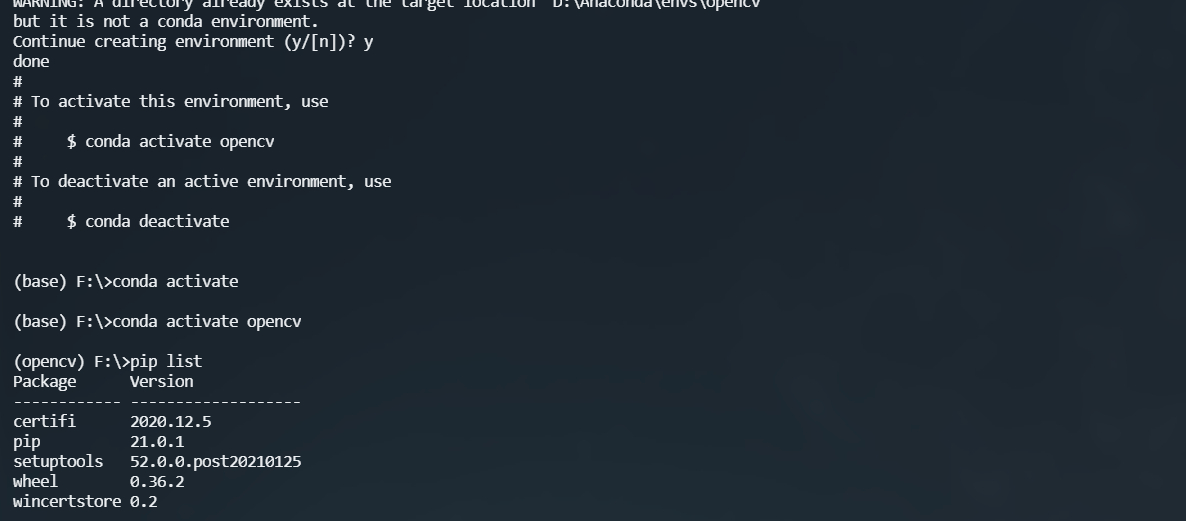 WARNING: A directory already exists at the target location 'D:\Anaconda\envs\opencv'
but it is not a conda environment.
Continue creating environment (y/[n])? y
done
#
# To activate this environment, use
#
#     $ conda activate opencv
#
# To deactivate an active environment, use
#
#     $ conda deactivate
(base) F:\>conda activate
(base) F:\>conda activate opencv
(opencv) F:\>pip list
Package      Version
------------ -------------------
certifi      2020.12.5
pip          21.0.1
setuptools   52.0.0.post20210125
wheel        0.36.2
wincertstore 0.2